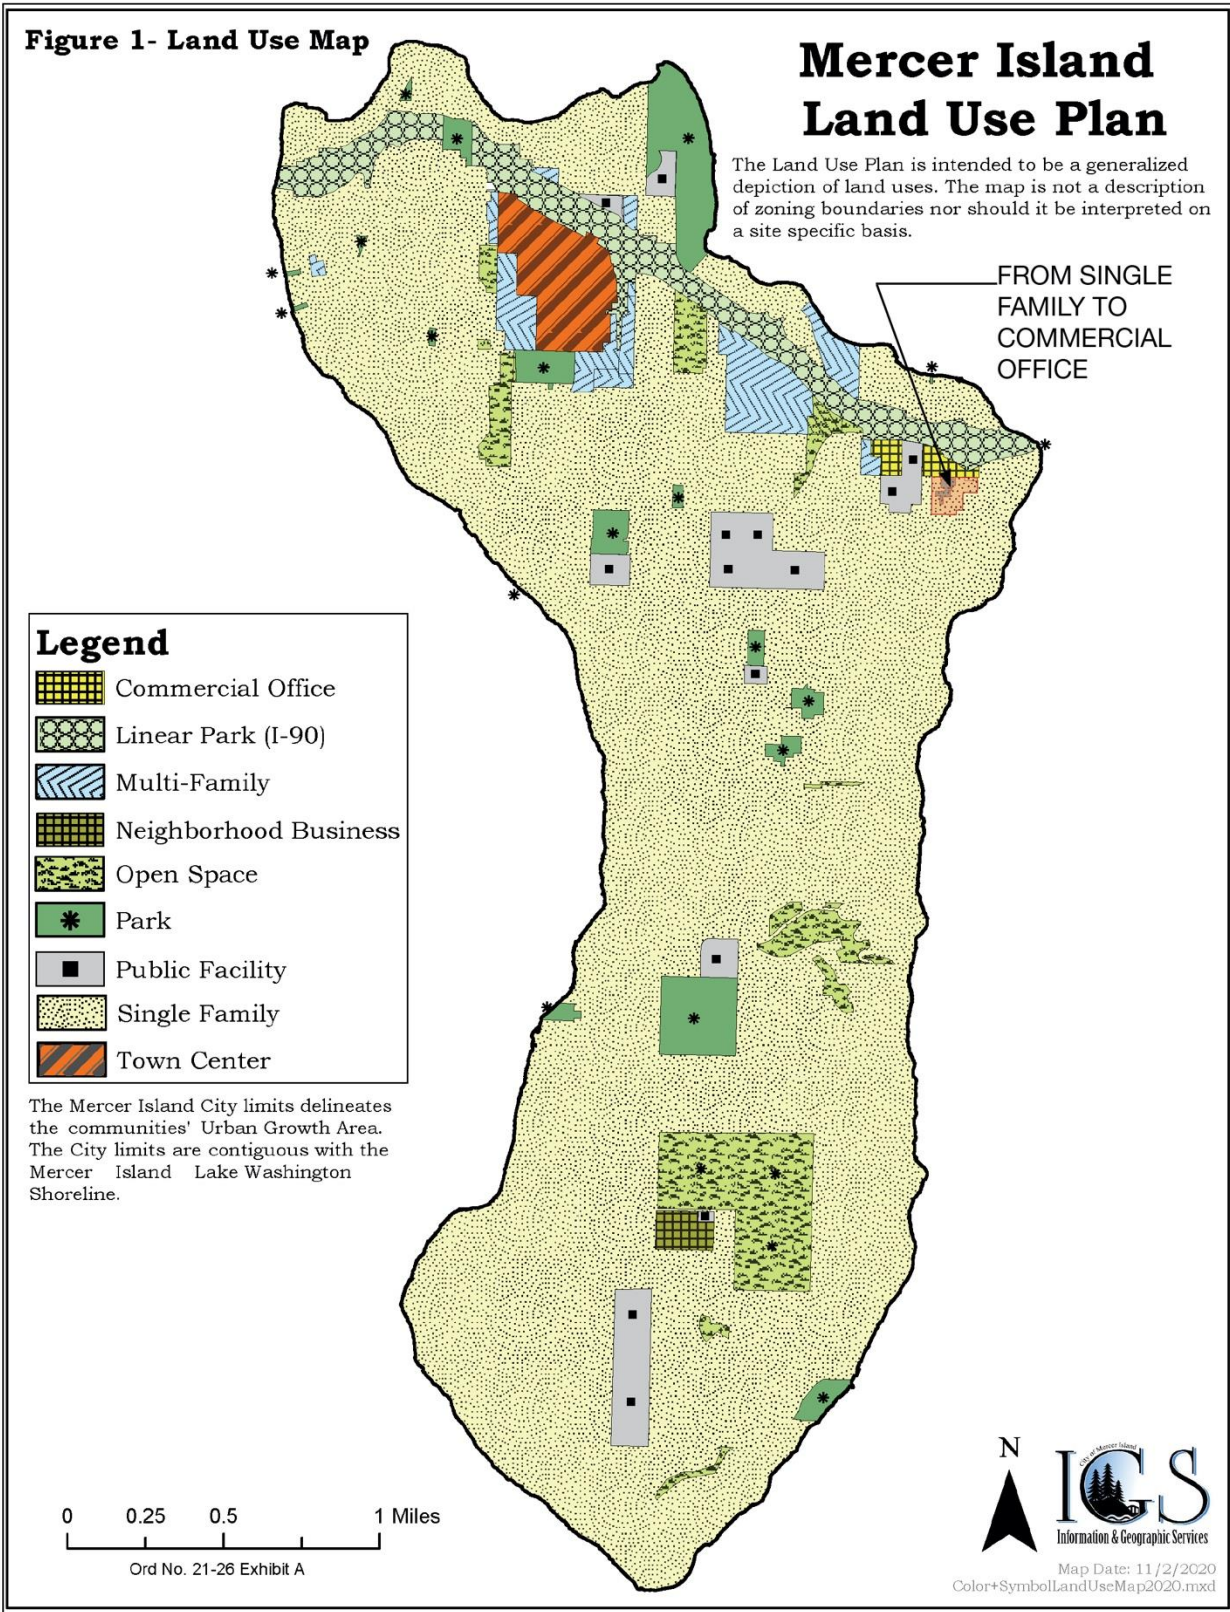 Figure 1- Land Use Map
Mercer Island
Land Use Plan
The Land Use Plan is intended to be a generalized
depiction of land uses. The map is not a description
of zoning boundaries nor should it be interpreted on
a site specific basis.
FROM SINGLE
FAMILY TO
COMMERCIAL
OFFICE
Legend
Commercial Office
Linear Park (I-90)
Multi-Family
Neighborhood Business
Open Space
Park
Public Facility
Single Family
Town Center
The Mercer Island City limits delineates
the communities' Urban Growth Area.
The City limits are contiguous with the
Mercer Island Lake Washington
Shoreline.
0 0.25 0.5 1 Miles
Ord No. 21-26 Exhibit A
N
City of Mercer Island
IGS
Information & Geographic Services
Map Date: 11/2/2020
Color+SymbolLandUseMap2020.mxd